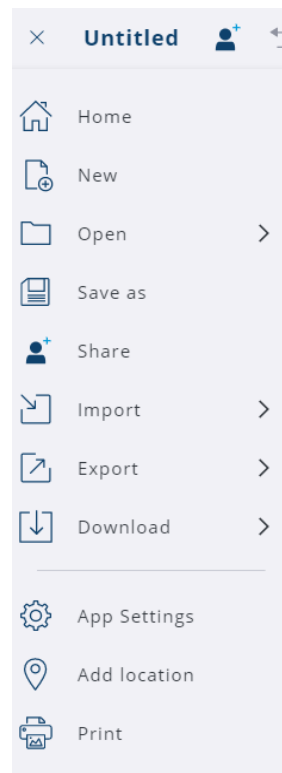 Untitled
Home
New
Open
Save as
Share
Import
Export
Download
App Settings
Add location
Print